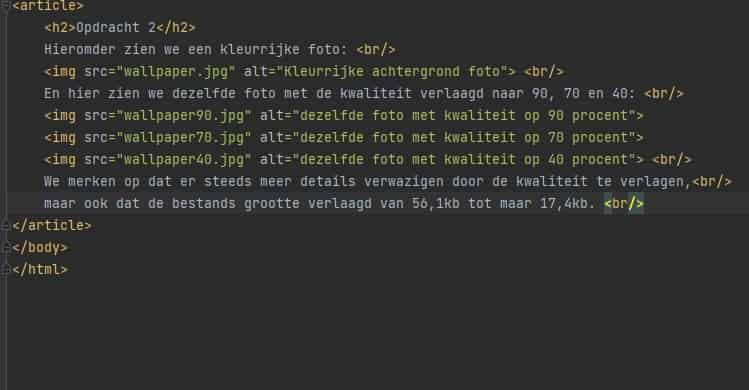 <article>
<h2>Opdracht 2</h2>
Hieromder zien we een kleurrijke foto: <br/>
<img src="wallpaper.jpg" alt="Kleurrijke achtergrond foto"> <br/>
En hier zien we dezelfde foto met de kwaliteit verlaagd naar 90, 70 en 40: <br/>
<img src="wallpaper90.jpg" alt="dezelfde foto met kwaliteit op 90 procent">
<img src="wallpaper70.jpg" alt="dezelfde foto met kwaliteit op 70 procent">
<img src="wallpaper40.jpg" alt="dezelfde foto met kwaliteit op 40 procent"> <br/>
We merken op dat er steeds meer details verwazigen door de kwaliteit te verlagen,<br/>
maar ook dat de bestands grootte verlaagd van 56,1kb tot maar 17,4kb. <br/>
</article>
</body>
</html>